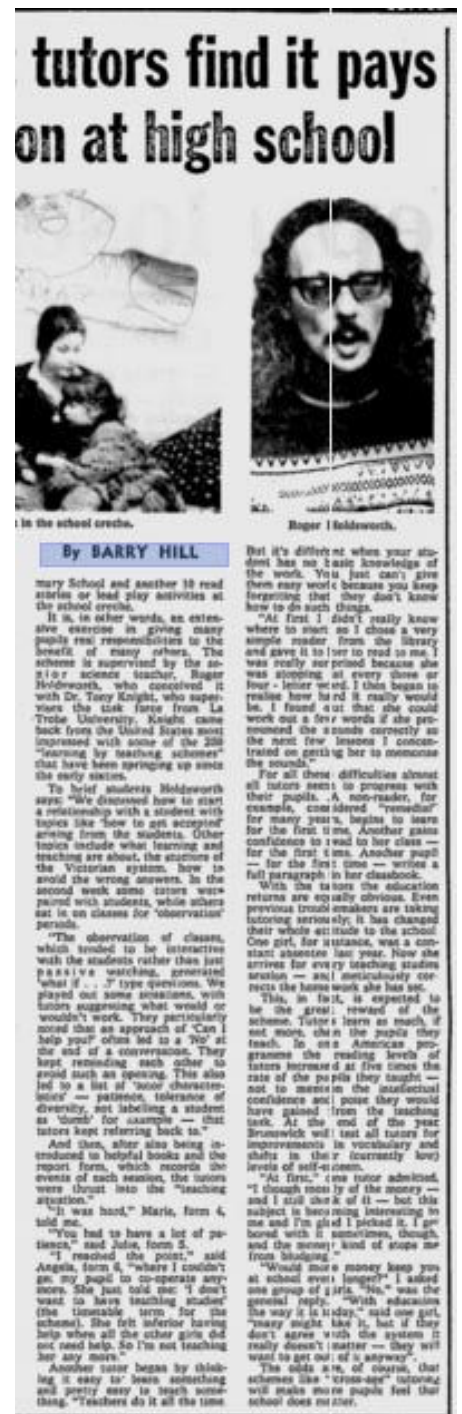 tutors find it pays
on at high school
in the school creche.
Roger Holdsworth.
By BARRY HILL
mary School and another 10 read
stories or lead play activities at
the school creche.
It is, in other words, an exten-
sive exercise in giving many
pupils real responsibilities to the
benefit of many others. The
scheme is supervised by the se-
nior science teacher, Roger
Holdsworth, who conceived it
with Dr. Tony Knight, who super-
vises the task force from La
Trobe University. Knight came
back from the United States most
impressed with some of the 200
"learning by teaching schemes"
that have been springing up since
the early sixties.
To brief students Holdsworth
says: "We discussed how to start
a relationship with a student with
topics like 'how to get accepted'
arising from the students. Other
topics include what learning and
teaching are about, the stations of
the Victorian system, how to
avoid the wrong answers. In the
second week some tutors were
paired with students, while others
sat in on classes for 'observation'
periods.
"The observation of classes,
which tended to be interactive
with the students rather than just
passive watching, generated
'what if . . .?' type questions. We
played out some situations, with
tutors suggesting what would or
wouldn't work. They particularly
noted that an approach of 'Can I
help you?' often led to a 'No' at
the end of a conversation. They
kept reminding each other to
avoid such an opening. This also
led to a list of 'tutor character-
istics' — patience, tolerance of
diversity, not labelling a student
as 'dumb' for example — that
tutors kept referring back to."
And then, after also being in-
troduced to helpful books and the
report form, which records the
events of each session, the tutors
were thrust into the "teaching
situation."
"It was hard," Marie, form 4,
told me.
"You had to have a lot of pa-
tience," said Julie, form 5.
"I reached the point," said
Angela, form 6, "where I couldn't
get my pupil to co-operate any-
more. She just told me: 'I don't
want to have teaching studies'
(the timetable term for the
scheme). She felt inferior having
help when all the other girls did
not need help. So I'm not teaching
her any more."
Another tutor began by think-
ing it easy to learn something
and pretty easy to teach some-
thing. "Teachers do it all the time
But it's different when your stu-
dent has no basic knowledge of
the work. You just can't give
them easy work because you keep
forgetting that they don't know
how to do such things.
"At first I didn't really know
where to start so I chose a very
simple reader from the library
and gave it to her to read to me. I
was really surprised because she
was stopping at every three or
four - letter word. I then began to
realise how hard it really would
be. I found out that she could
work out a few words if she pro-
nounced the sounds correctly so
the next few lessons I concen-
trated on getting her to memorise
the sounds."
For all these difficulties almost
all tutors seem to progress with
their pupils. A non-reader, for
example, considered "remedial"
for many years, begins to learn
for the first time. Another gains
confidence to read to her class —
for the first time. Another pupil
— for the first time — writes a
full paragraph in her classbook.
With the tutors the education
returns are equally obvious. Even
previous troublemakers are taking
tutoring seriously; it has changed
their whole attitude to the school.
One girl, for instance, was a con-
stant absentee last year. Now she
arrives for every teaching studies
session — and meticulously cor-
rects the homework she has set.
This, in fact, is expected to
be the great reward of the
scheme. Tutors learn as much, if
not more, than the pupils they
teach. In one American pro-
gramme the reading levels of
tutors increased at five times the
rate of the pupils they taught —
not to mention the intellectual
confidence and poise they would
have gained from the teaching
task. At the end of the year
Brunswick will test all tutors for
improvements in vocabulary and
shifts in their (currently low)
levels of self-esteem.
"At first," one tutor admitted,
"I though mostly of the money —
and I still think of it — but this
subject is becoming interesting in
me and I'm glad I picked it. I get
bored with it sometimes, though,
and the money kind of stops me
from bludging."
"Would more money keep you
at school even longer?" I asked
one group of girls. "No," was the
general reply. "With education
the way it is today," said one girl,
"many might like it, but if they
don't agree with the system it
really doesn't matter — they will
want to get out of it anyway".
The odds are, of course, that
schemes like "cross-age" tutoring
will make more pupils feel that
school does matter.